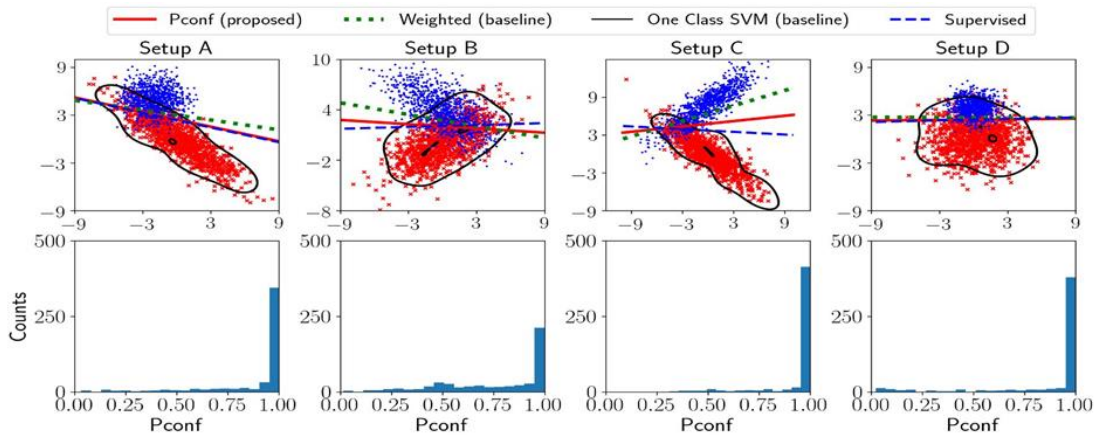 Pconf (proposed) Weighted (baseline) One Class SVM (baseline) Supervised
Setup A Setup B Setup C Setup D
9 10 9 9
3 4 3 3
−3 −2 −3 −3
−9 −8 −9 −9
−9 −3 3 9 −9 −3 3 9 −9 −3 3 9 −9 −3 3 9
500 500 500 500
Counts
250 250 250 250
0 0 0 0
0.00 0.25 0.50 0.75 1.00 0.00 0.25 0.50 0.75 1.00 0.00 0.25 0.50 0.75 1.00 0.00 0.25 0.50 0.75 1.00
Pconf Pconf Pconf Pconf